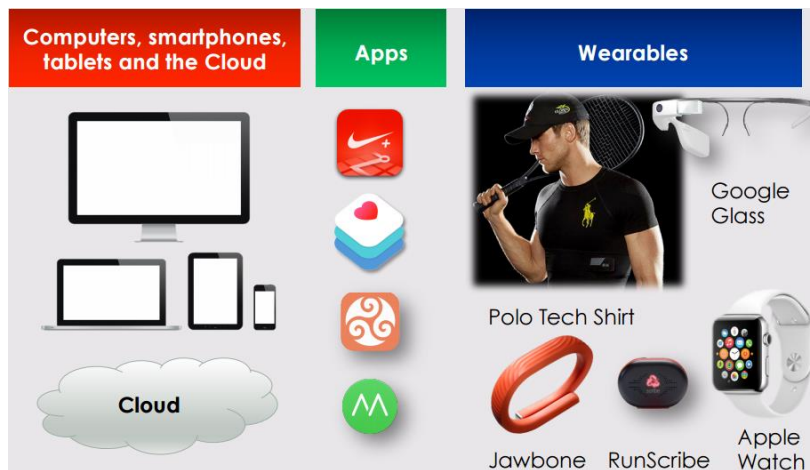 Computers, smartphones,
tablets and the Cloud
Apps
Wearables
Google
Glass
Polo Tech Shirt
Cloud
Jawbone
RunScribe
Apple
Watch